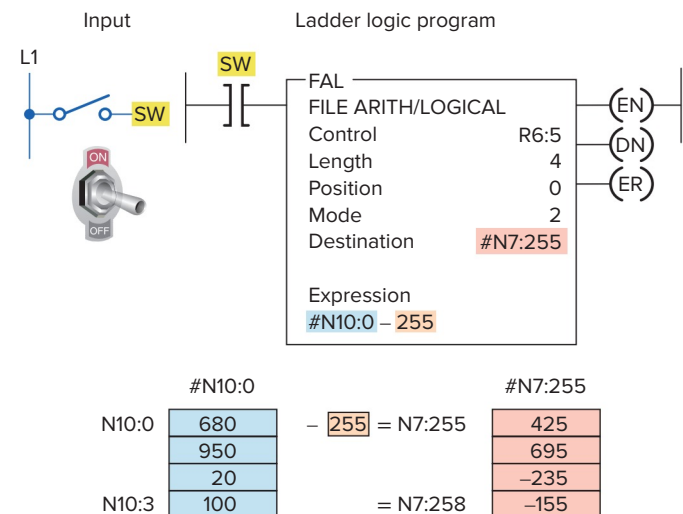 Input Ladder logic program
L1
SW
SW
ON
OFF
FAL
FILE ARITH/LOGICAL
Control R6:5
Length 4
Position 0
Mode 2
Destination #N7:255
Expression
#N10:0 – 255
EN
DN
ER
#N10:0 #N7:255
N10:0 680 – 255 = N7:255 425
950 695
20 –235
N10:3 100 = N7:258 –155